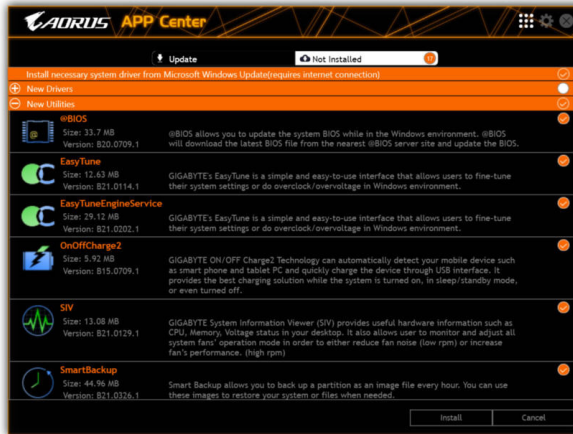 AORUS APP Center
Update
Not Installed 17
Install necessary system driver from Microsoft Windows Update(requires internet connection)
New Drivers
New Utilities
@BIOS
Size: 33.7 MB
Version: B20.0709.1
@BIOS allows you to update the system BIOS while in the Windows environment. @BIOS
will download the latest BIOS file from the nearest @BIOS server site and update the BIOS.
EasyTune
Size: 12.63 MB
Version: B21.0114.1
GIGABYTE's EasyTune is a simple and easy-to-use interface that allows users to fine-tune
their system settings or do overclock/overvoltage in Windows environment.
EasyTuneEngineService
Size: 29.12 MB
Version: B21.0202.1
GIGABYTE's EasyTune is a simple and easy-to-use interface that allows users to fine-tune
their system settings or do overclock/overvoltage in Windows environment.
OnOffCharge2
Size: 5.92 MB
Version: B15.0709.1
GIGABYTE ON/OFF Charge2 Technology can automatically detect your mobile device such
as smart phone and tablet PC and quickly charge the device through USB interface. It
provides the best charging solution while the system is turned on, in sleep/standby mode,
or even turned off.
SIV
Size: 13.08 MB
Version: B21.0129.1
GIGABYTE System Information Viewer (SIV) provides useful hardware information such as
CPU, Memory, Voltage status in your desktop. It also allows user to monitor and adjust all
system fans' operation mode in order to either reduce fan noise (low rpm) or increase
fan's performance. (high rpm)
SmartBackup
Size: 44.96 MB
Version: B21.0326.1
Smart Backup allows you to back up a partition as an image file every hour. You can use
these images to restore your system or files when needed.
Install
Cancel